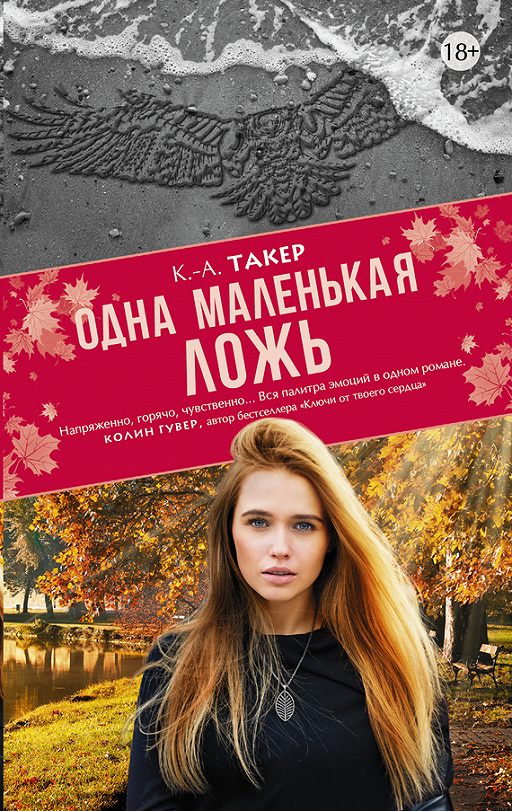 18+
К.-А. ТАКЕР
ОДНА МАЛЕНЬКАЯ
ЛОЖЬ
Напряженно, горячо, чувственно... Вся палитра эмоций в одном романе.
КОЛИН ГУВЕР, автор бестселлера «Ключи от твоего сердца»